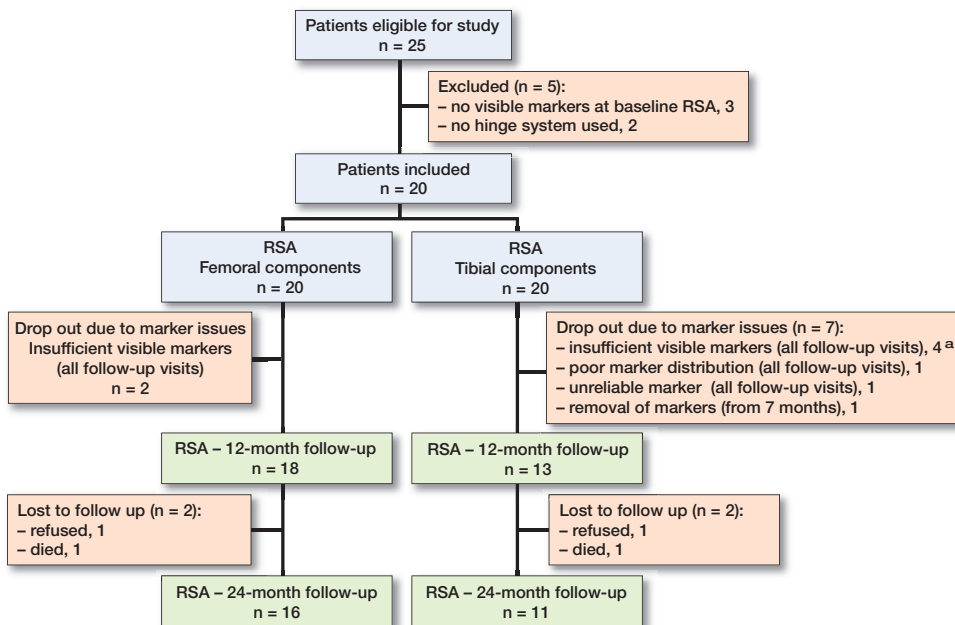 Patients eligible for study
n = 25
Excluded (n = 5):
– no visible markers at baseline RSA, 3
– no hinge system used, 2
Patients included
n = 20
RSA
Femoral components
n = 20
RSA
Tibial components
n = 20
Drop out due to marker issues
Insufficient visible markers
(all follow-up visits)
n = 2
Drop out due to marker issues (n = 7):
– insufficient visible markers (all follow-up visits), 4 a
– poor marker distribution (all follow-up visits), 1
– unreliable marker (all follow-up visits), 1
– removal of markers (from 7 months), 1
RSA – 12-month follow-up
n = 18
RSA – 12-month follow-up
n = 13
Lost to follow up (n = 2):
– refused, 1
– died, 1
Lost to follow up (n = 2):
– refused, 1
– died, 1
RSA – 24-month follow-up
n = 16
RSA – 24-month follow-up
n = 11